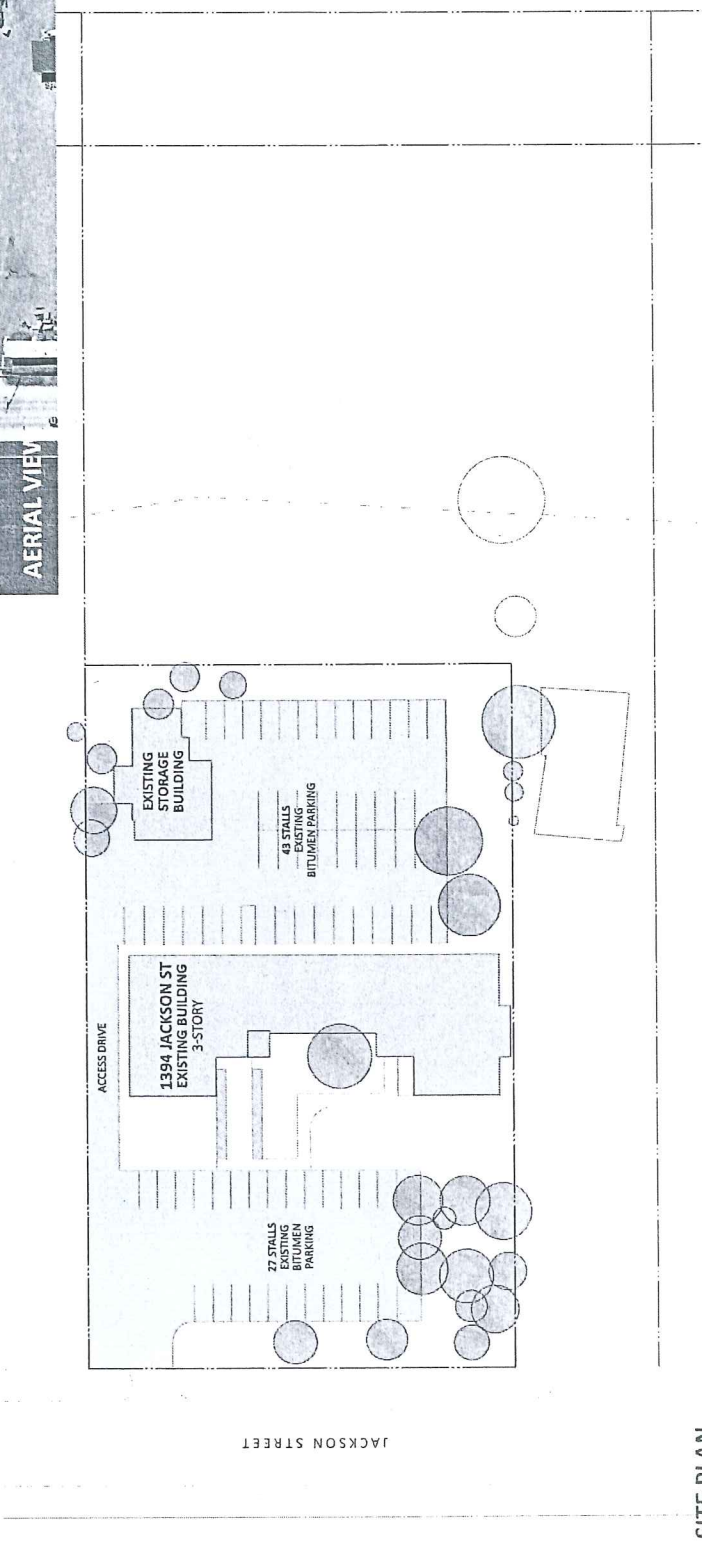 AERIAL VIEW
EXISTING
STORAGE
BUILDING
43 STALLS
EXISTING
BITUMEN PARKING
ACCESS DRIVE
1394 JACKSON ST
EXISTING BUILDING
3-STORY
27 STALLS
EXISTING
BITUMEN
PARKING
JACKSON STREET
SITE PLAN